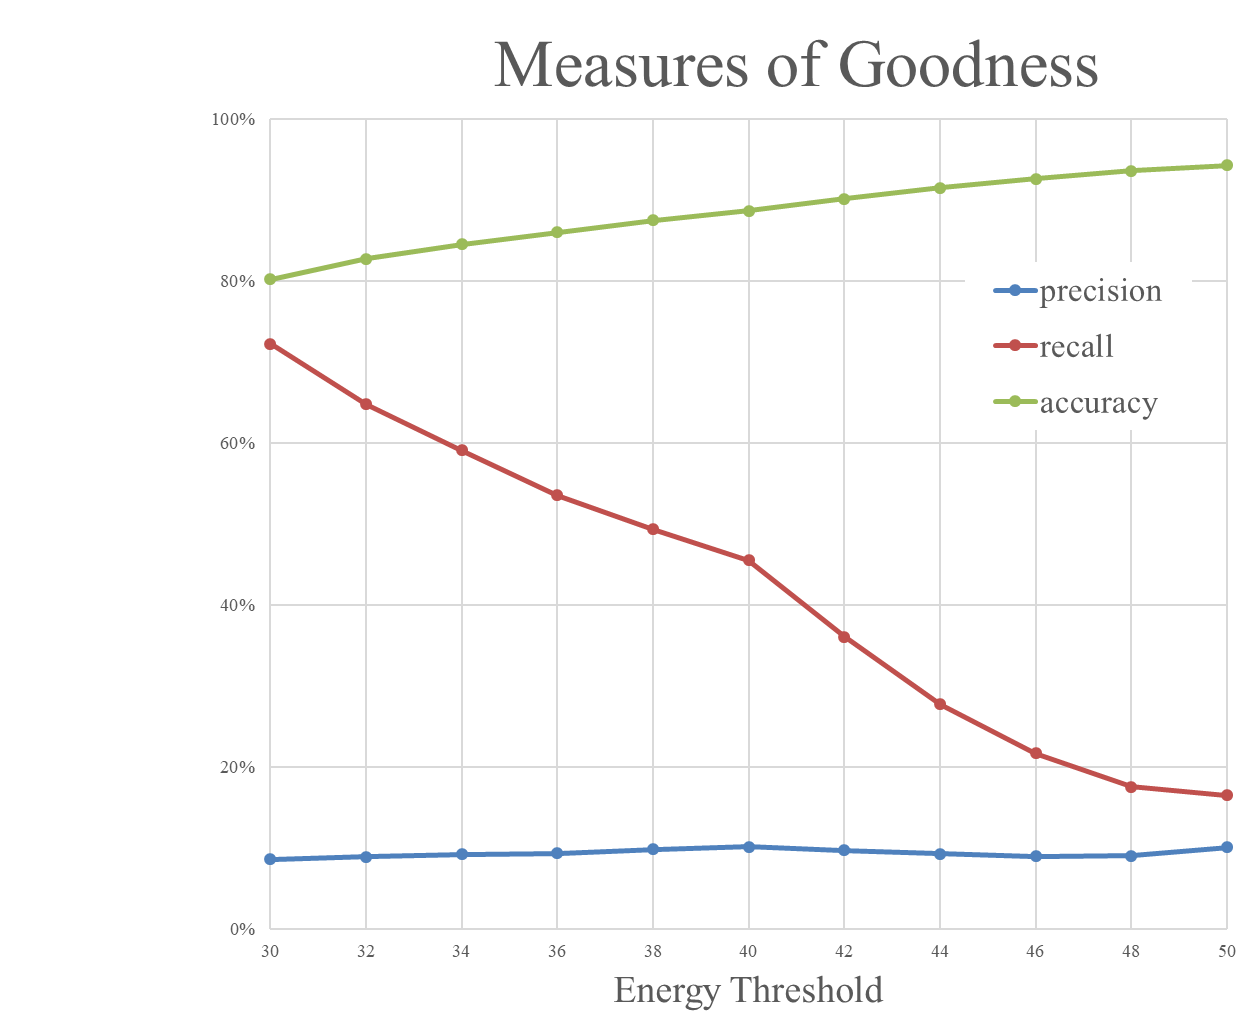 Measures of Goodness
100%
80%
60%
40%
20%
0%
precision
recall
accuracy
30 32 34 36 38 40 42 44 46 48 50
Energy Threshold